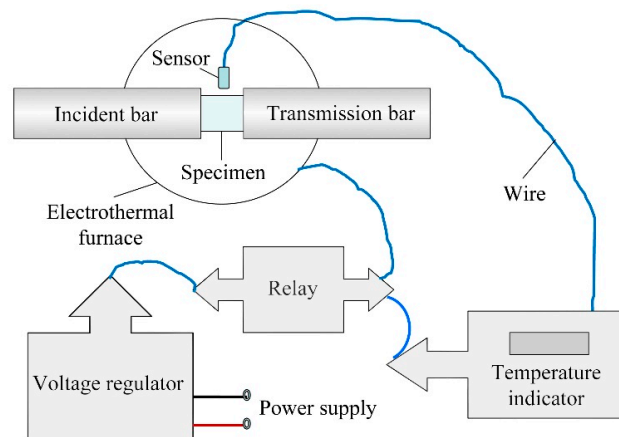 Sensor
Incident bar
Transmission bar
Specimen
Wire
Electrothermal
furnace
Relay
Voltage regulator
Temperature
indicator
Power supply